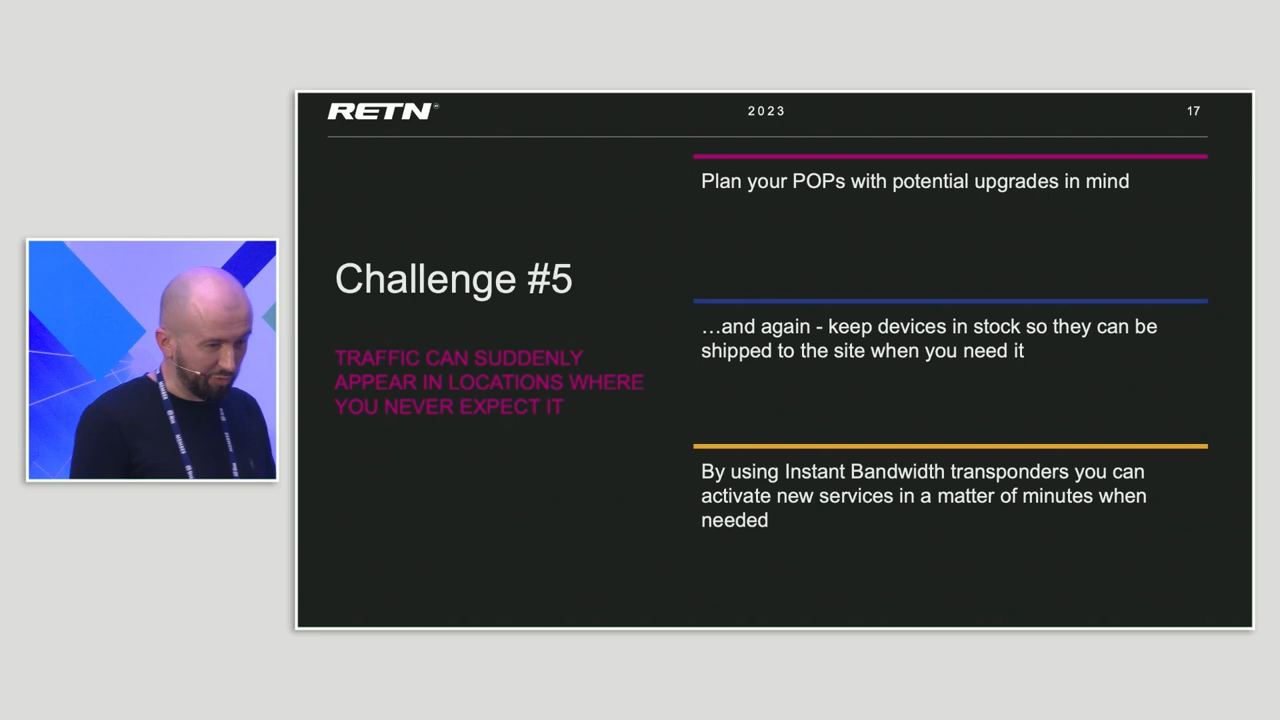 RETN
2023
17
Challenge #5
TRAFFIC CAN SUDDENLY
APPEAR IN LOCATIONS WHERE
YOU NEVER EXPECT IT
Plan your POPs with potential upgrades in mind
…and again - keep devices in stock so they can be
shipped to the site when you need it
By using Instant Bandwidth transponders you can
activate new services in a matter of minutes when
needed